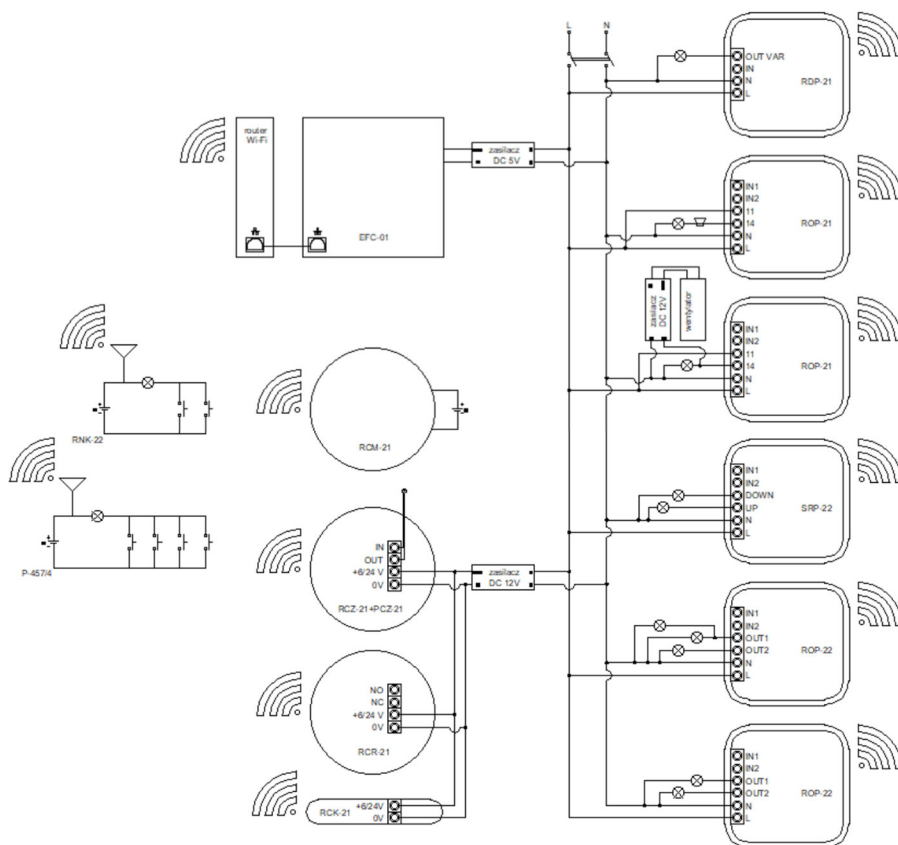 L N
OUT VAR
IN
N
L
RDP-21
router
Wi-Fi
EFC-01
zasilacz
DC 5V
IN1
IN2
11
14
N
L
ROP-21
zasilacz
DC 12V
wentylator
IN1
IN2
11
14
N
L
ROP-21
RNK-22
RCM-21
P-457/4
IN1
IN2
DOWN
UP
N
L
SRP-22
IN
OUT
+6/24 V
0V
RCZ-21+PCZ-21
zasilacz
DC 12V
IN1
IN2
OUT1
OUT2
N
L
ROP-22
NO
NC
+6/24 V
0V
RCR-21
IN1
IN2
OUT1
OUT2
N
L
ROP-22
RCK-21
+6/24V
0V